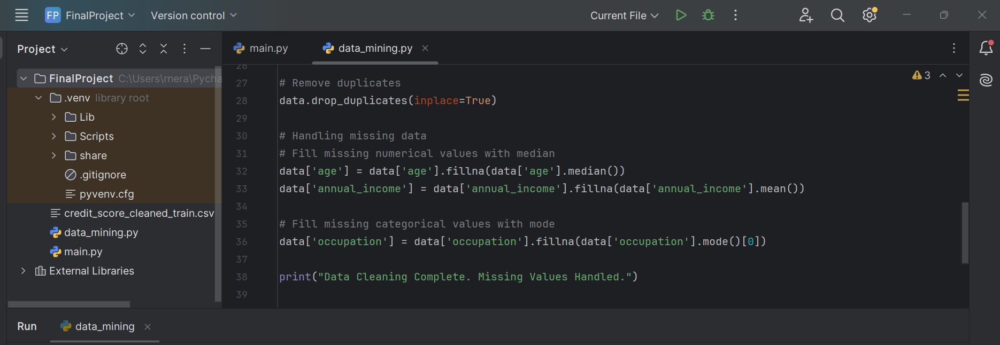 FP FinalProject Version control Current File
Project
main.py data_mining.py
FinalProject C:\Users\rnera\Pycha
.venv library root
Lib
Scripts
share
.gitignore
pyvenv.cfg
credit_score_cleaned_train.csv
data_mining.py
main.py
External Libraries
3
26
27 # Remove duplicates
28 data.drop_duplicates(inplace=True)
29
30 # Handling missing data
31 # Fill missing numerical values with median
32 data['age'] = data['age'].fillna(data['age'].median())
33 data['annual_income'] = data['annual_income'].fillna(data['annual_income'].mean())
34
35 # Fill missing categorical values with mode
36 data['occupation'] = data['occupation'].fillna(data['occupation'].mode()[0])
37
38 print("Data Cleaning Complete. Missing Values Handled.")
39
Run data_mining